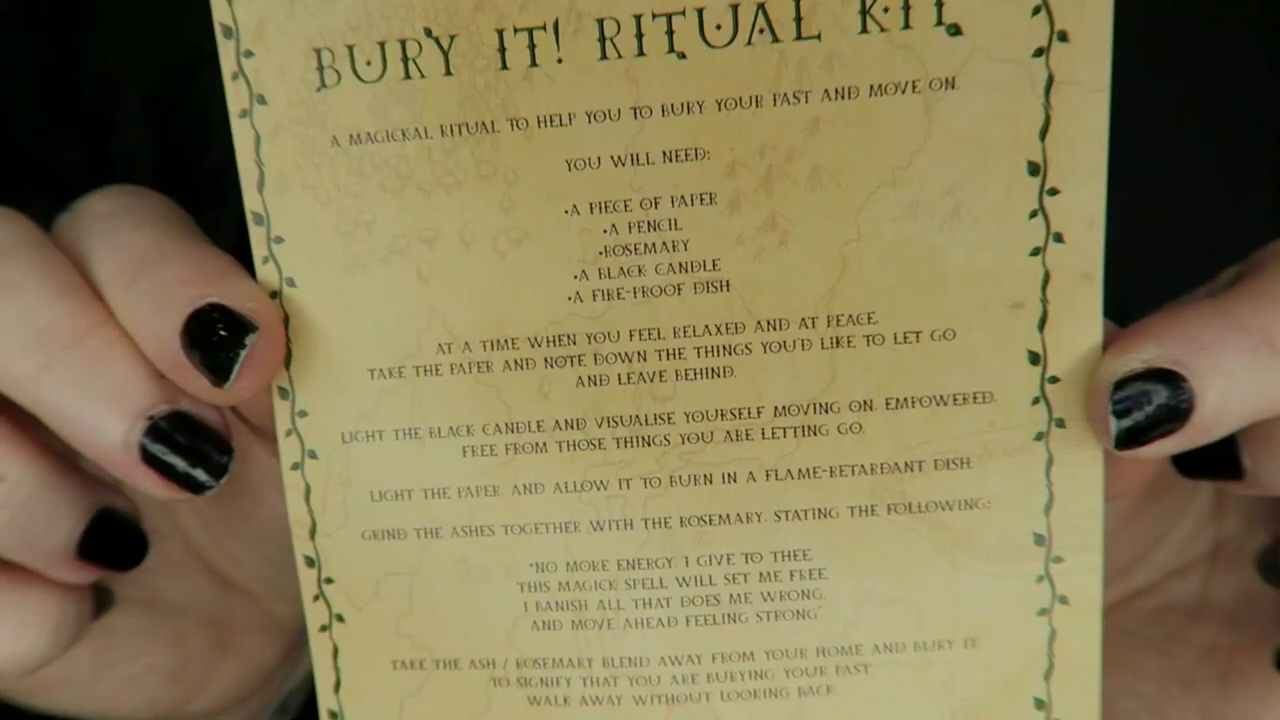 BURY IT! RITUAL KIT
A MAGICKAL RITUAL TO HELP YOU TO BURY YOUR PAST AND MOVE ON.
YOU WILL NEED:
•A PIECE OF PAPER
•A PENCIL
•ROSEMARY
•A BLACK CANDLE
•A FIRE-PROOF DISH
AT A TIME WHEN YOU FEEL RELAXED AND AT PEACE
TAKE THE PAPER AND NOTE DOWN THE THINGS YOU'D LIKE TO LET GO
AND LEAVE BEHIND.
LIGHT THE BLACK CANDLE AND VISUALISE YOURSELF MOVING ON, EMPOWERED,
FREE FROM THOSE THINGS YOU ARE LETTING GO.
LIGHT THE PAPER AND ALLOW IT TO BURN IN A FLAME-RETARDANT DISH.
GRIND THE ASHES TOGETHER WITH THE ROSEMARY, STATING THE FOLLOWING:
"NO MORE ENERGY, I GIVE TO THEE
THIS MAGICK SPELL WILL SET ME FREE
I BANISH ALL THAT DOES ME WRONG,
AND MOVE AHEAD FEELING STRONG"
TAKE THE ASH / ROSEMARY BLEND AWAY FROM YOUR HOME AND BURY IT
TO SIGNIFY THAT YOU ARE BURYING YOUR PAST
WALK AWAY WITHOUT LOOKING BACK.